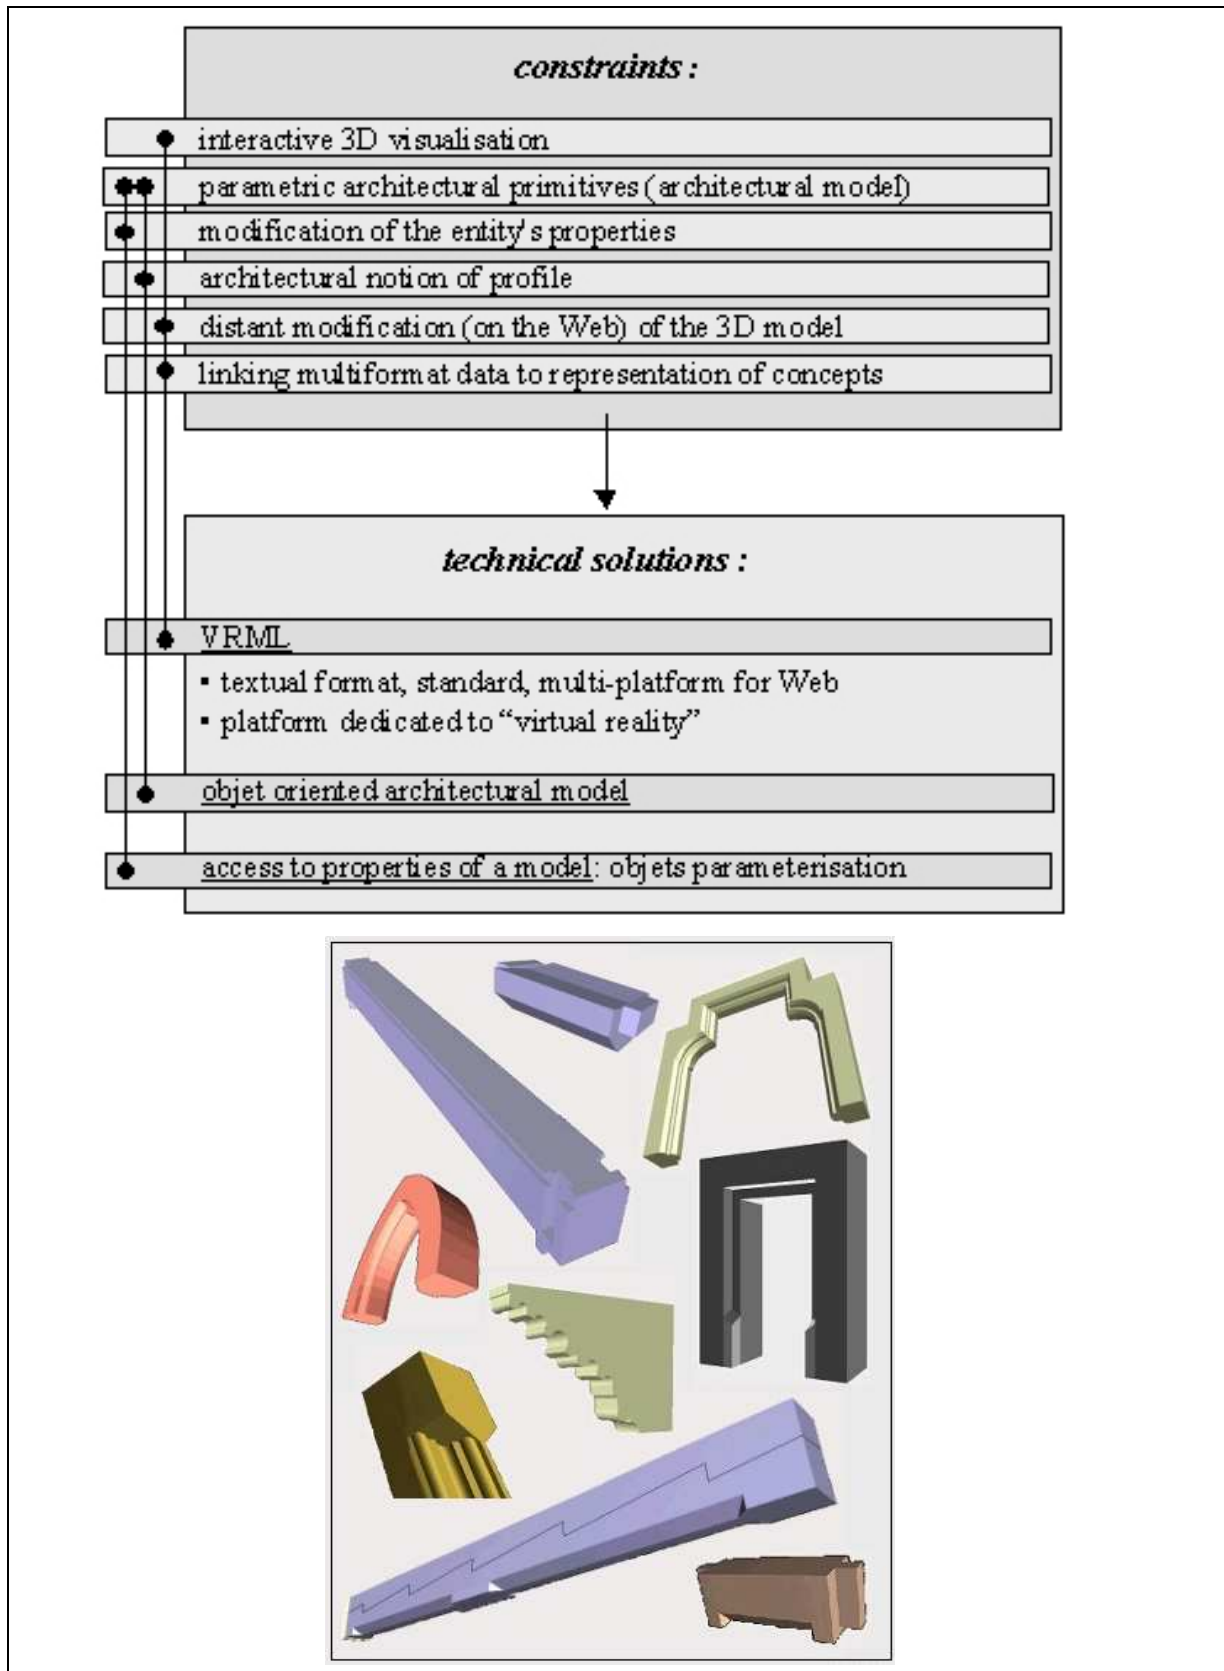 constraints :
interactive 3D visualisation
parametric architectural primitives (architectural model)
modification of the entity's properties
architectural notion of profile
distant modification (on the Web) of the 3D model
linking multiformat data to representation of concepts
technical solutions :
VRML
▪ textual format, standard, multi-platform for Web
▪ platform dedicated to “virtual reality”
objet oriented architectural model
access to properties of a model: objets parameterisation